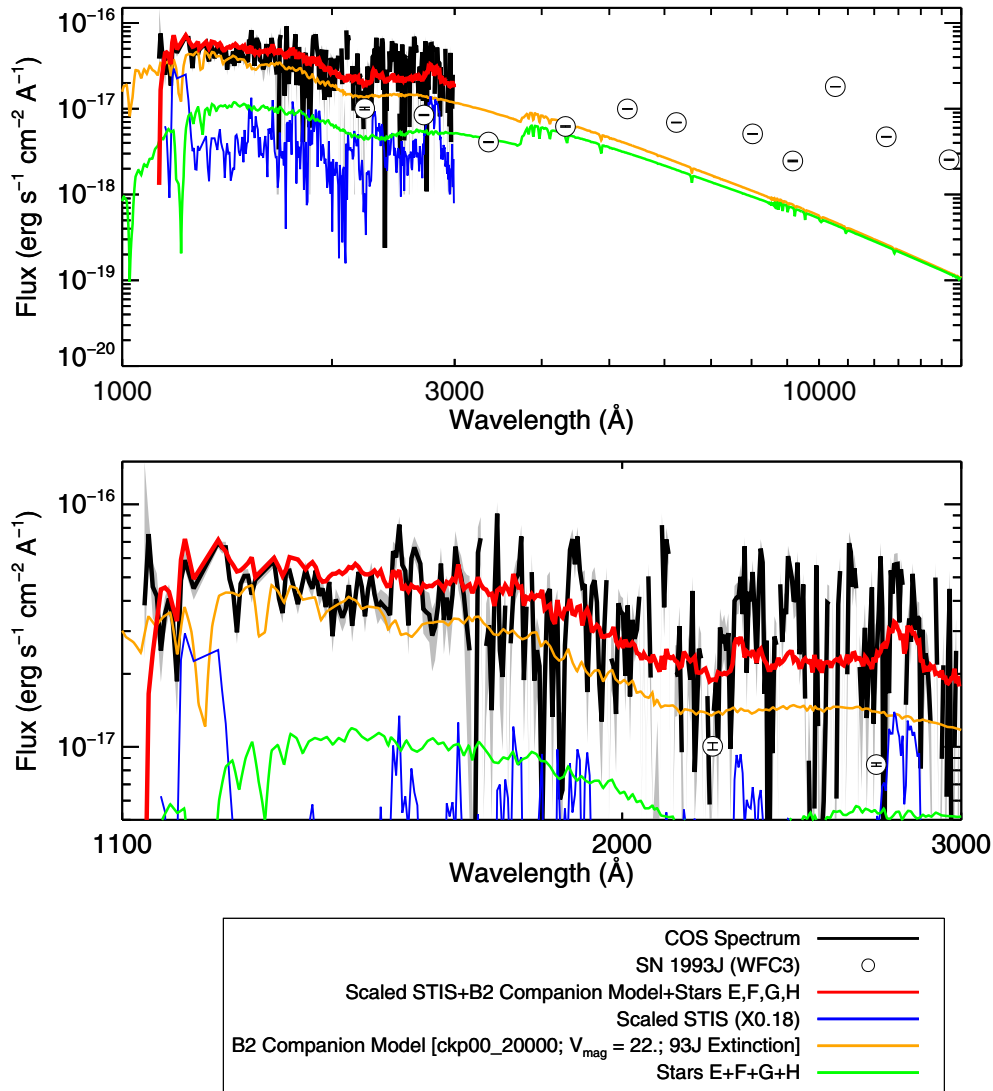 10⁻¹⁶
10⁻¹⁷
10⁻¹⁸
10⁻¹⁹
10⁻²⁰
Flux (erg s⁻¹ cm⁻² A⁻¹)
1000 3000 10000
Wavelength (Å)
10⁻¹⁶
10⁻¹⁷
Flux (erg s⁻¹ cm⁻² A⁻¹)
1100 2000 3000
Wavelength (Å)
COS Spectrum
SN 1993J (WFC3)
Scaled STIS+B2 Companion Model+Stars E,F,G,H
Scaled STIS (X0.18)
B2 Companion Model [ckp00_20000; Vmag = 22.; 93J Extinction]
Stars E+F+G+H